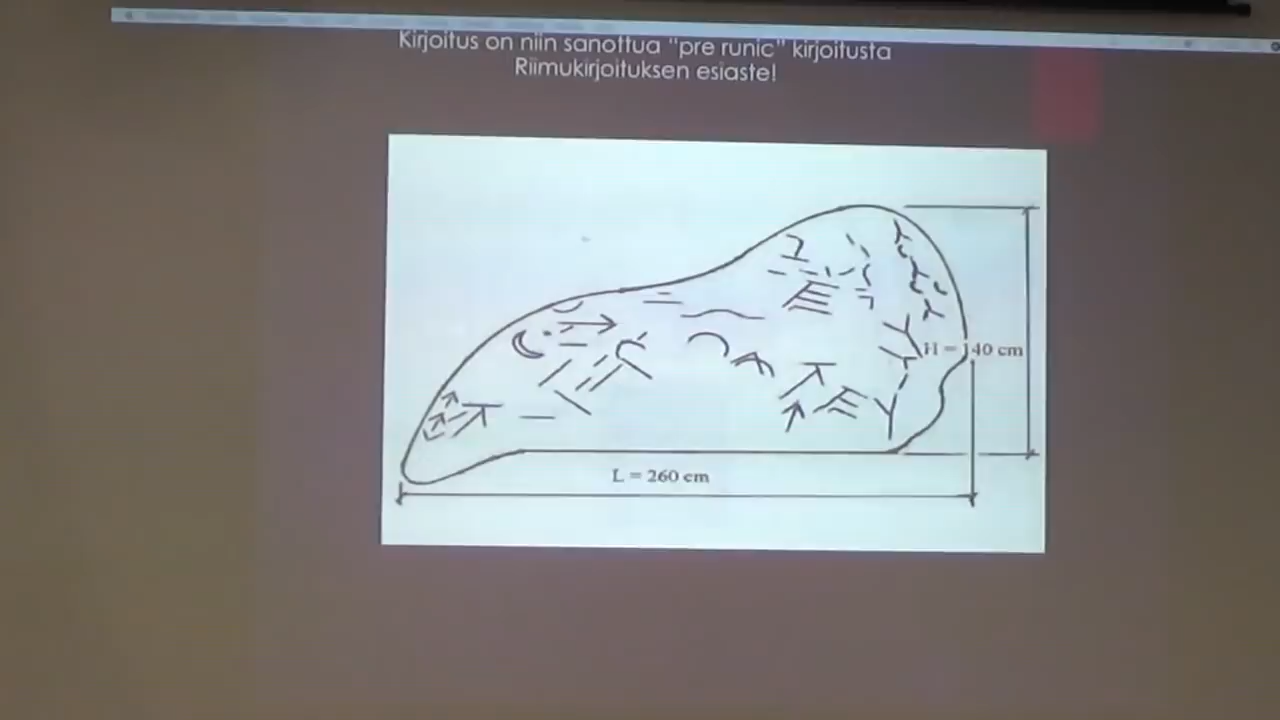 Kirjoitus on niin sanottua "pre runic" kirjoitusta
Riimukirjoituksen esiaste!
H = 140 cm
L = 260 cm